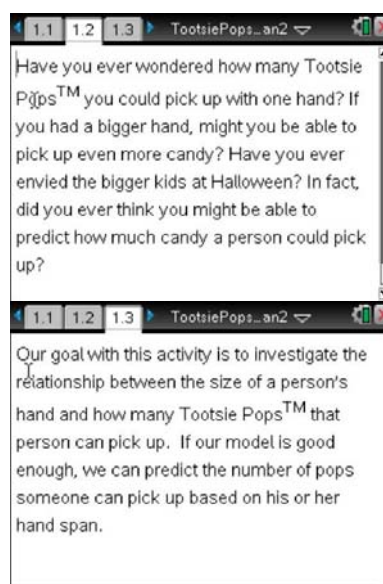 1.1 1.2 1.3 TootsiePops_an2
Have you ever wondered how many Tootsie
Pops™ you could pick up with one hand? If
you had a bigger hand, might you be able to
pick up even more candy? Have you ever
envied the bigger kids at Halloween? In fact,
did you ever think you might be able to
predict how much candy a person could pick
up?
1.1 1.2 1.3 TootsiePops_an2
Our goal with this activity is to investigate the
relationship between the size of a person's
hand and how many Tootsie Pops™ that
person can pick up. If our model is good
enough, we can predict the number of pops
someone can pick up based on his or her
hand span.